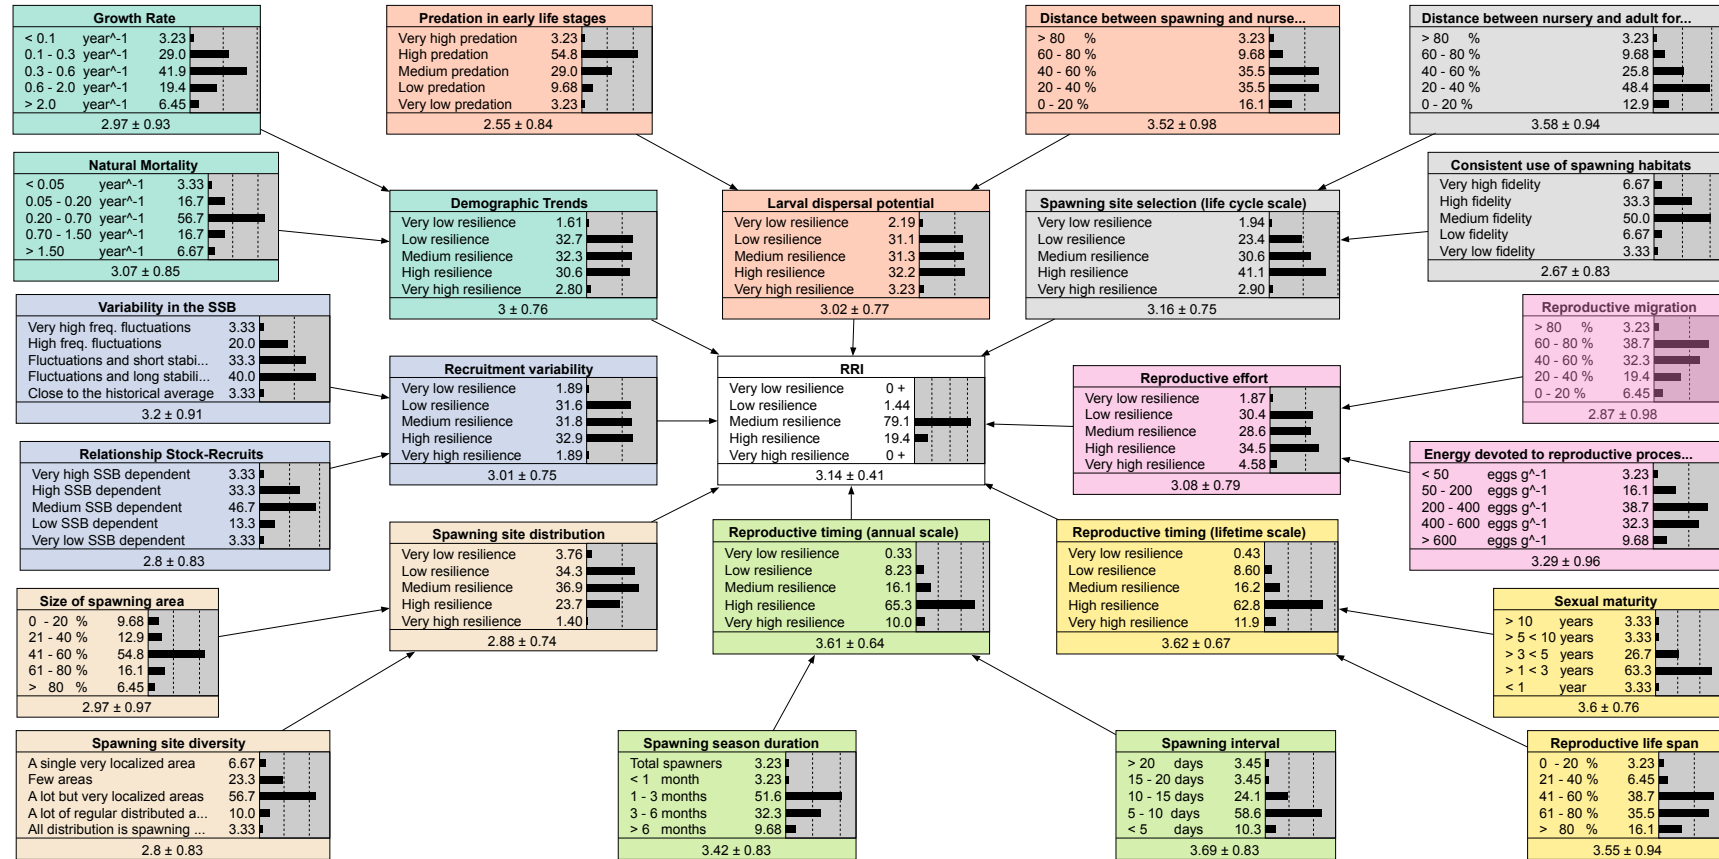 Growth Rate
< 0.1 year^-1 3.23
0.1 - 0.3 year^-1 29.0
0.3 - 0.6 year^-1 41.9
0.6 - 2.0 year^-1 19.4
> 2.0 year^-1 6.45
2.97 ± 0.93
Predation in early life stages
Very high predation 3.23
High predation 54.8
Medium predation 29.0
Low predation 9.68
Very low predation 3.23
2.55 ± 0.84
Distance between spawning and nurse...
> 80 % 3.23
60 - 80 % 9.68
40 - 60 % 35.5
20 - 40 % 35.5
0 - 20 % 16.1
3.52 ± 0.98
Distance between nursery and adult for...
> 80 % 3.23
60 - 80 % 9.68
40 - 60 % 25.8
20 - 40 % 48.4
0 - 20 % 12.9
3.58 ± 0.94
Natural Mortality
< 0.05 year^-1 3.33
0.05 - 0.20 year^-1 16.7
0.20 - 0.70 year^-1 56.7
0.70 - 1.50 year^-1 16.7
> 1.50 year^-1 6.67
3.07 ± 0.85
Demographic Trends
Very low resilience 1.61
Low resilience 32.7
Medium resilience 32.3
High resilience 30.6
Very high resilience 2.80
3 ± 0.76
Larval dispersal potential
Very low resilience 2.19
Low resilience 31.1
Medium resilience 31.3
High resilience 32.2
Very high resilience 3.23
3.02 ± 0.77
Spawning site selection (life cycle scale)
Very low resilience 1.94
Low resilience 23.4
Medium resilience 30.6
High resilience 41.1
Very high resilience 2.90
3.16 ± 0.75
Consistent use of spawning habitats
Very high fidelity 6.67
High fidelity 33.3
Medium fidelity 50.0
Low fidelity 6.67
Very low fidelity 3.33
2.67 ± 0.83
Variability in the SSB
Very high freq. fluctuations 3.33
High freq. fluctuations 20.0
Fluctuations and short stabi... 33.3
Fluctuations and long stabili... 40.0
Close to the historical average 3.33
3.2 ± 0.91
Recruitment variability
Very low resilience 1.89
Low resilience 31.6
Medium resilience 31.8
High resilience 32.9
Very high resilience 1.89
3.01 ± 0.75
RRI
Very low resilience 0 +
Low resilience 1.44
Medium resilience 79.1
High resilience 19.4
Very high resilience 0 +
3.14 ± 0.41
Reproductive effort
Very low resilience 1.87
Low resilience 30.4
Medium resilience 28.6
High resilience 34.5
Very high resilience 4.58
3.08 ± 0.79
Reproductive migration
> 80 % 3.23
60 - 80 % 38.7
40 - 60 % 32.3
20 - 40 % 19.4
0 - 20 % 6.45
2.87 ± 0.98
Relationship Stock-Recruits
Very high SSB dependent 3.33
High SSB dependent 33.3
Medium SSB dependent 46.7
Low SSB dependent 13.3
Very low SSB dependent 3.33
2.8 ± 0.83
Energy devoted to reproductive proces...
< 50 eggs g^-1 3.23
50 - 200 eggs g^-1 16.1
200 - 400 eggs g^-1 38.7
400 - 600 eggs g^-1 32.3
> 600 eggs g^-1 9.68
3.29 ± 0.96
Spawning site distribution
Very low resilience 3.76
Low resilience 34.3
Medium resilience 36.9
High resilience 23.7
Very high resilience 1.40
2.88 ± 0.74
Reproductive timing (annual scale)
Very low resilience 0.33
Low resilience 8.23
Medium resilience 16.1
High resilience 65.3
Very high resilience 10.0
3.61 ± 0.64
Reproductive timing (lifetime scale)
Very low resilience 0.43
Low resilience 8.60
Medium resilience 16.2
High resilience 62.8
Very high resilience 11.9
3.62 ± 0.67
Size of spawning area
0 - 20 % 9.68
21 - 40 % 12.9
41 - 60 % 54.8
61 - 80 % 16.1
> 80 % 6.45
2.97 ± 0.97
Sexual maturity
> 10 years 3.33
> 5 < 10 years 3.33
> 3 < 5 years 26.7
> 1 < 3 years 63.3
< 1 year 3.33
3.6 ± 0.76
Spawning site diversity
A single very localized area 6.67
Few areas 23.3
A lot but very localized areas 56.7
A lot of regular distributed a... 10.0
All distribution is spawning ... 3.33
2.8 ± 0.83
Spawning season duration
Total spawners 3.23
< 1 month 3.23
1 - 3 months 51.6
3 - 6 months 32.3
> 6 months 9.68
3.42 ± 0.83
Spawning interval
> 20 days 3.45
15 - 20 days 3.45
10 - 15 days 24.1
5 - 10 days 58.6
< 5 days 10.3
3.69 ± 0.83
Reproductive life span
0 - 20 % 3.23
21 - 40 % 6.45
41 - 60 % 38.7
61 - 80 % 35.5
> 80 % 16.1
3.55 ± 0.94